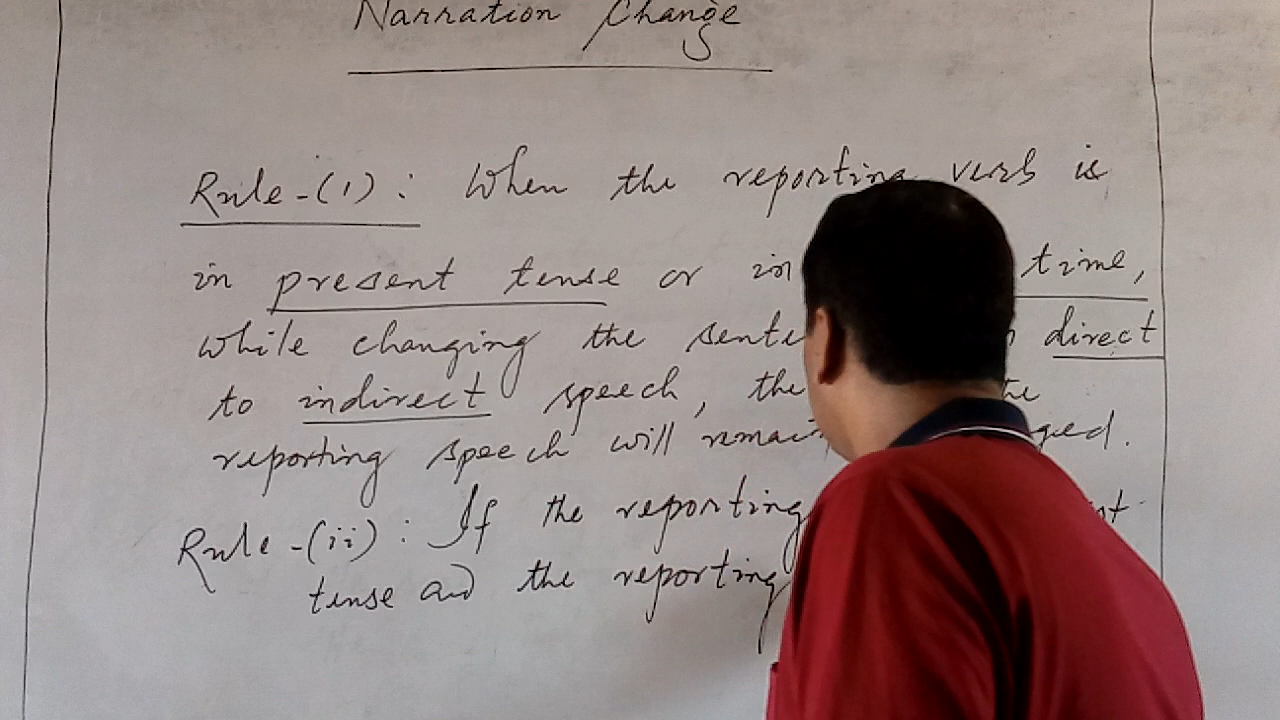 Narration Change
Rule-(1): When the reporting verb is
in present tense or in time,
while changing the direct
to indirect speech, the
reporting speech will
Rule-(ii): If the reporting
tense and the reporting